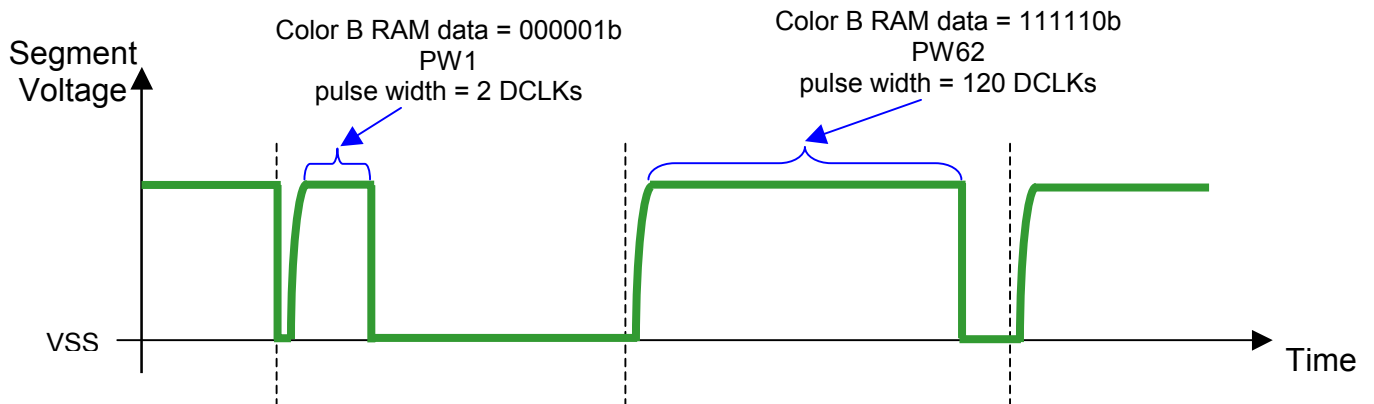 Color B RAM data = 000001b
PW1
pulse width = 2 DCLKs
Color B RAM data = 111110b
PW62
pulse width = 120 DCLKs
Segment
Voltage
VSS
Time